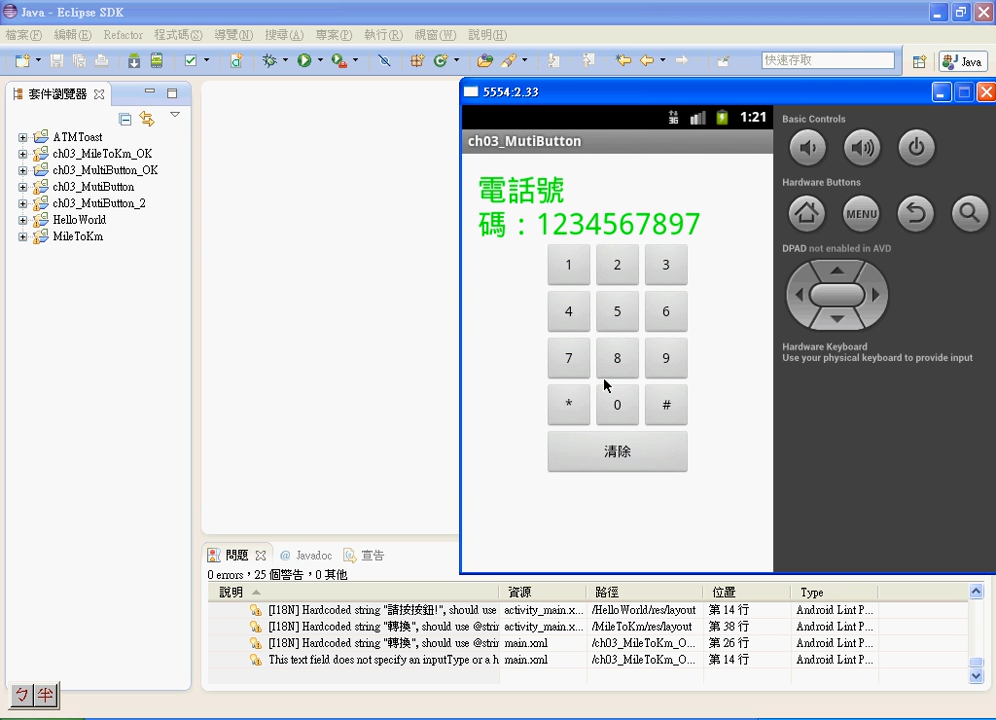 Java - Eclipse SDK
檔案(F) 編輯(E) Refactor 程式碼(S) 導覽(N) 搜尋(A) 專案(P) 執行(R) 視窗(W) 說明(H)
快速存取
Java
套件瀏覽器
ATMToast
ch03_MileToKm_OK
ch03_MultiButton_OK
ch03_MutiButton
ch03_MutiButton_2
HelloWorld
MileToKm
5554:2.33
1:21
ch03_MutiButton
電話號
碼：1234567897
1 2 3
4 5 6
7 8 9
* 0 #
清除
Basic Controls
Hardware Buttons
MENU
DPAD not enabled in AVD
Hardware Keyboard
Use your physical keyboard to provide input
問題 @ Javadoc 宣告
0 errors，25 個警告，0 其他
說明 資源 路徑 位置 Type
[I18N] Hardcoded string "請按按鈕!", should use activity_main.x... /HelloWorld/res/layout 第 14 行 Android Lint P...
[I18N] Hardcoded string "轉換", should use @strin activity_main.x... /MileToKm/res/layout 第 38 行 Android Lint P...
[I18N] Hardcoded string "轉換", should use @strin main.xml /ch03_MileToKm_O... 第 26 行 Android Lint P...
This text field does not specify an inputType or a h main.xml /ch03_MileToKm_O... 第 14 行 Android Lint P...
ㄅ 半